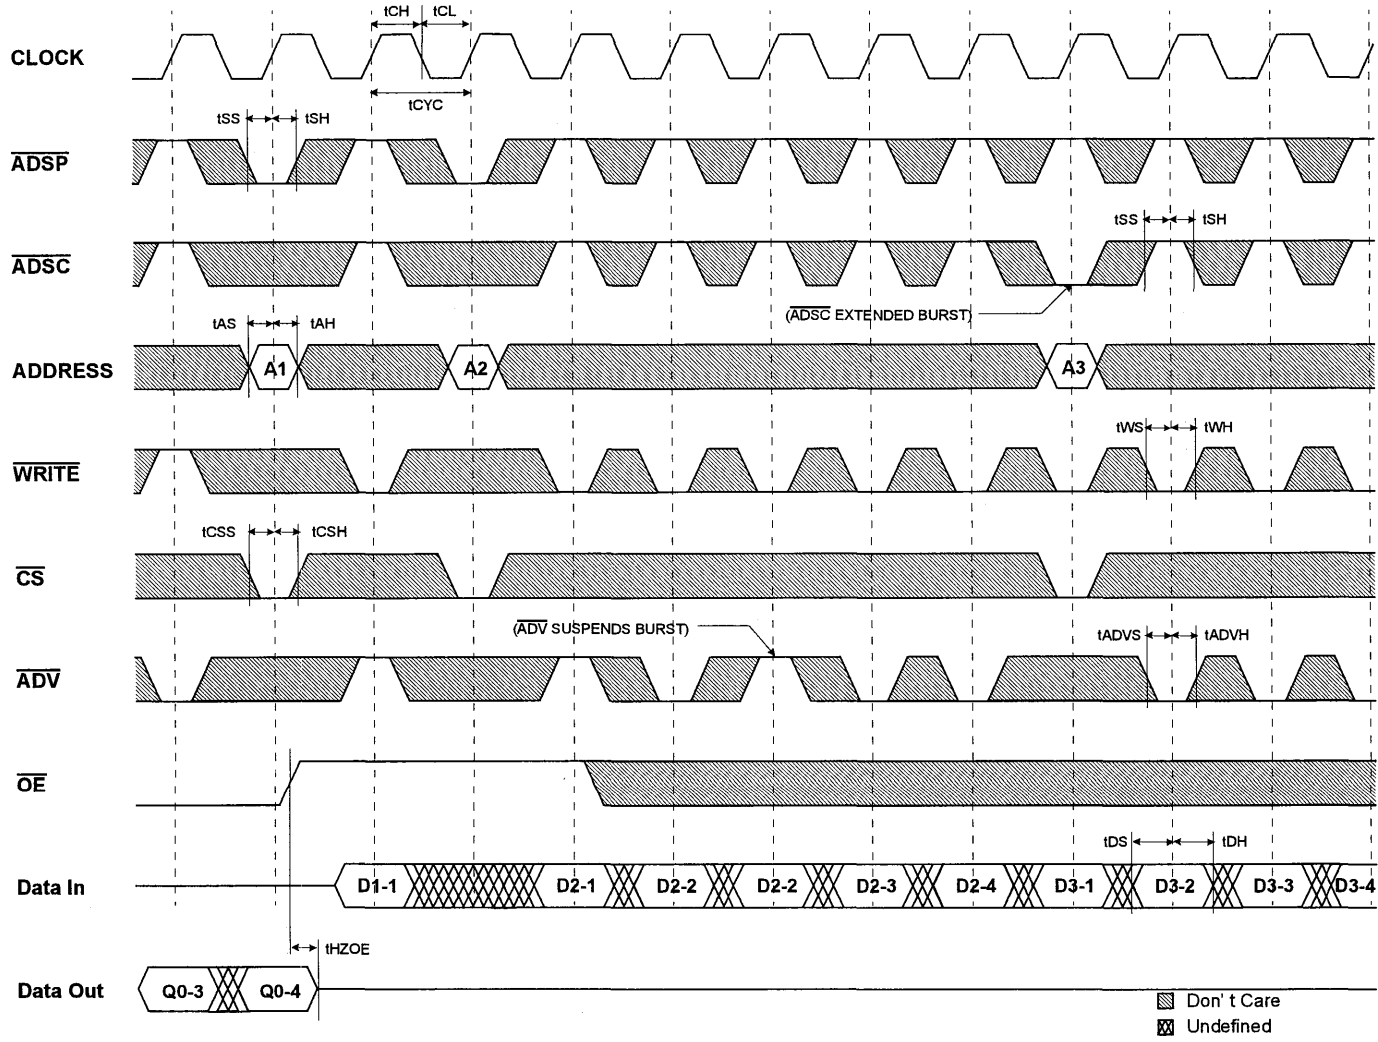 tCH tCL
CLOCK
tCYC
tSS tSH
ADSP
tSS tSH
ADSC
(ADSC EXTENDED BURST)
tAS tAH
ADDRESS A1 A2 A3
tWS tWH
WRITE
tCSS tCSH
CS
(ADV SUSPENDS BURST) tADVS tADVH
ADV
OE
tDS tDH
Data In D1-1 D2-1 D2-2 D2-2 D2-3 D2-4 D3-1 D3-2 D3-3 D3-4
tHZOE
Data Out Q0-3 Q0-4
Don't Care
Undefined